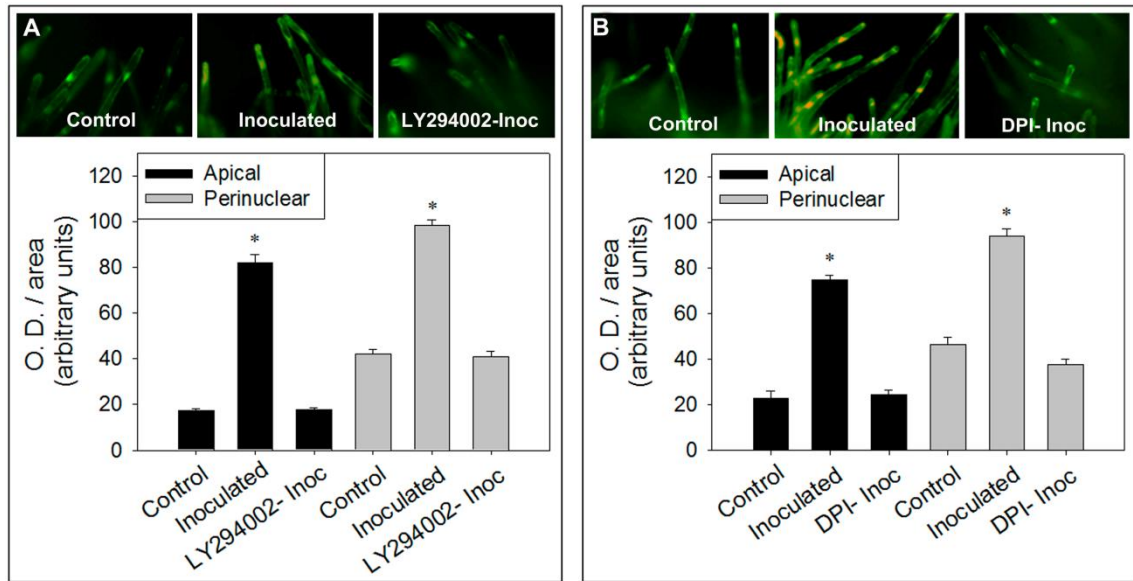 A
Control
Inoculated
LY294002-Inoc
Apical
Perinuclear
O. D. / area
(arbitrary units)
120
100
80
60
40
20
0
*
*
Control
Inoculated
LY294002- Inoc
Control
Inoculated
LY294002- Inoc
B
Control
Inoculated
DPI- Inoc
Apical
Perinuclear
O. D. / area
(arbitrary units)
120
100
80
60
40
20
0
*
*
Control
Inoculated
DPI- Inoc
Control
Inoculated
DPI- Inoc